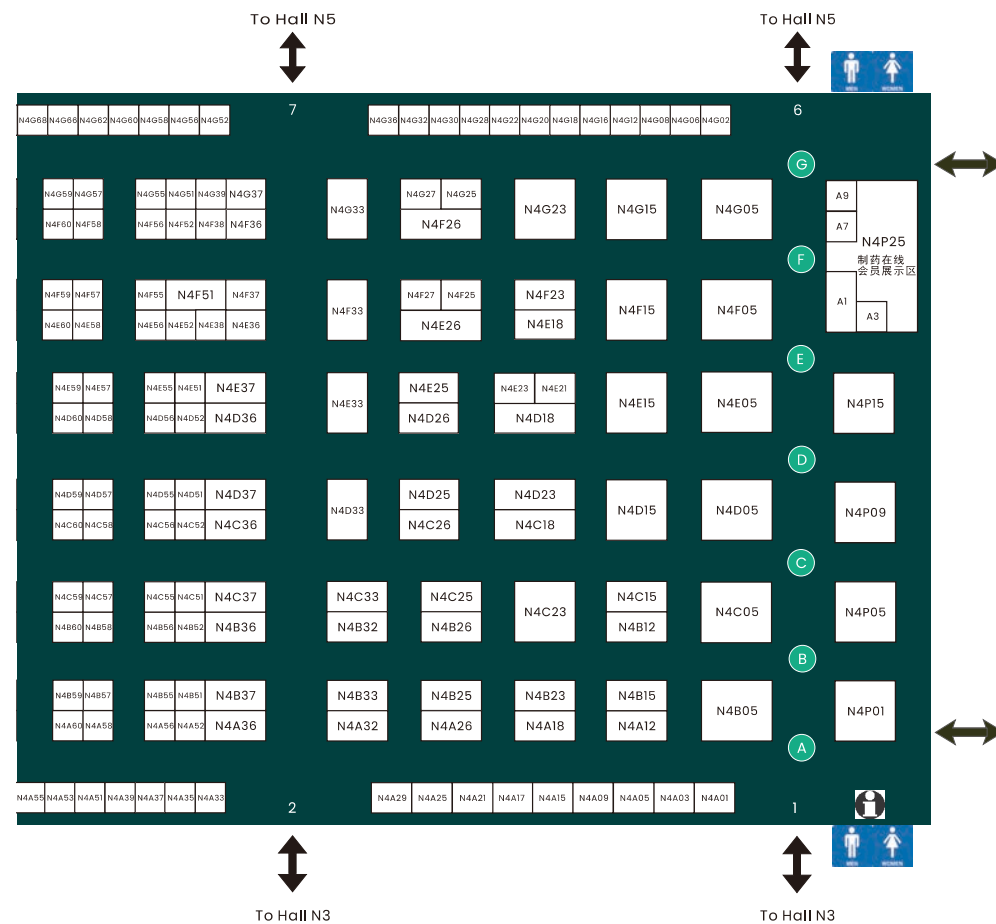 To Hall N5 To Hall N5
MEN WOMEN
7 6
N4G68 N4G66 N4G62 N4G60 N4G58 N4G56 N4G52 N4G36 N4G32 N4G30 N4G28 N4G22 N4G20 N4G18 N4G16 N4G12 N4G08 N4G06 N4G02
G
N4G59 N4G57 N4G55 N4G51 N4G39 N4G37 N4G33 N4G27 N4G25 N4G23 N4G15 N4G05 A9
N4F60 N4F58 N4F56 N4F52 N4F38 N4F36 N4F26 A7
N4P25
制药在线
会员展示区
F
N4F59 N4F57 N4F55 N4F51 N4F37 N4F33 N4F27 N4F25 N4F23 N4F15 N4F05 A1
N4E60 N4E58 N4E56 N4E52 N4E38 N4E36 N4E26 N4E18 A3
E
N4E59 N4E57 N4E55 N4E51 N4E37 N4E33 N4E25 N4E23 N4E21 N4E15 N4E05 N4P15
N4D60 N4D58 N4D56 N4D52 N4D36 N4D26 N4D18
D
N4D59 N4D57 N4D55 N4D51 N4D37 N4D33 N4D25 N4D23 N4D15 N4D05 N4P09
N4C60 N4C58 N4C56 N4C52 N4C36 N4C26 N4C18
C
N4C59 N4C57 N4C55 N4C51 N4C37 N4C33 N4C25 N4C23 N4C15 N4C05 N4P05
N4B60 N4B58 N4B56 N4B52 N4B36 N4B32 N4B26 N4B12
B
N4B59 N4B57 N4B55 N4B51 N4B37 N4B33 N4B25 N4B23 N4B15 N4B05 N4P01
N4A60 N4A58 N4A56 N4A52 N4A36 N4A32 N4A26 N4A18 N4A12
A
N4A55 N4A53 N4A51 N4A39 N4A37 N4A35 N4A33 N4A29 N4A25 N4A21 N4A17 N4A15 N4A09 N4A05 N4A03 N4A01
2 1
MEN WOMEN
To Hall N3 To Hall N3